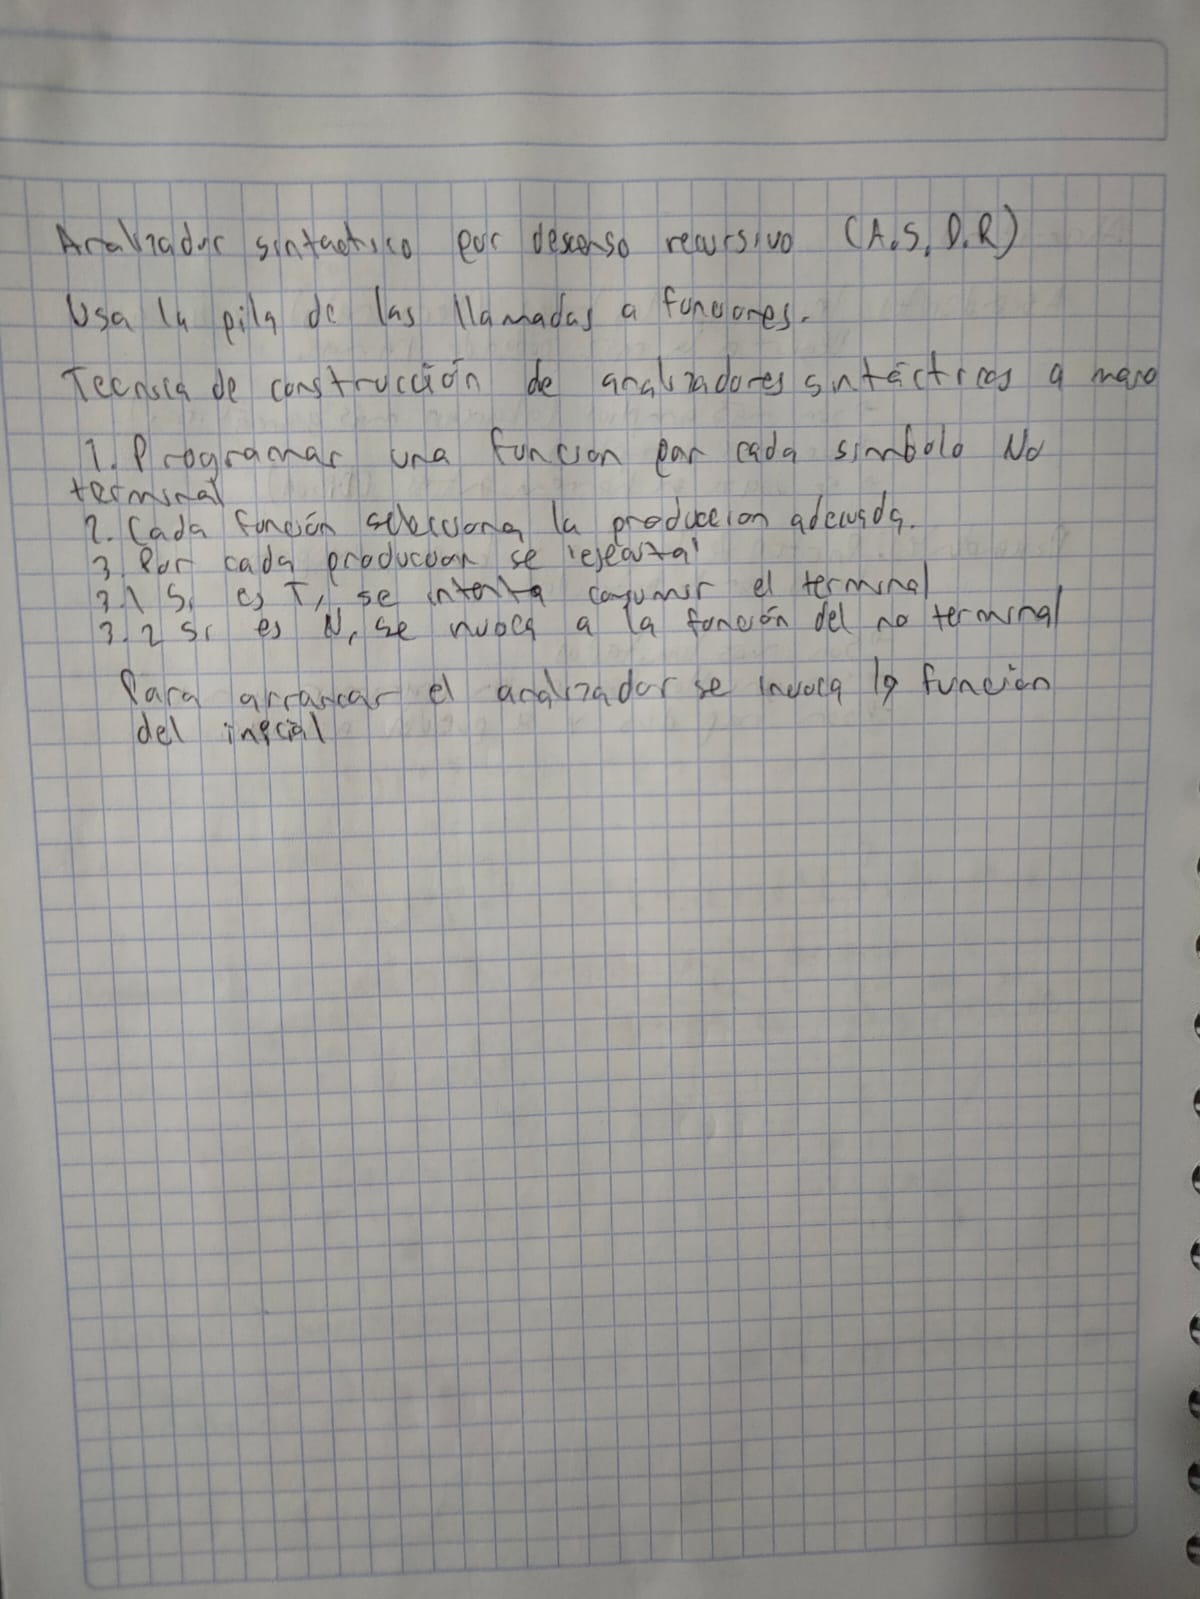 Analizador sintactico por descenso recursivo (A.S.D.R)
Usa la pila de las llamadas a funciones.
Tecnica de construcción de analizadores sintáctricos a mano
1. Programar una funcion por cada simbolo No
terminal
2. Cada función selecciona la produccion adecuada.
3 Por cada produccion se
3.1 Si es T, se intenta consumir el terminal
3.2 Si es N, se nvoca a la función del no terminal
Para arrancar el analizador se invoca la función
del inicial